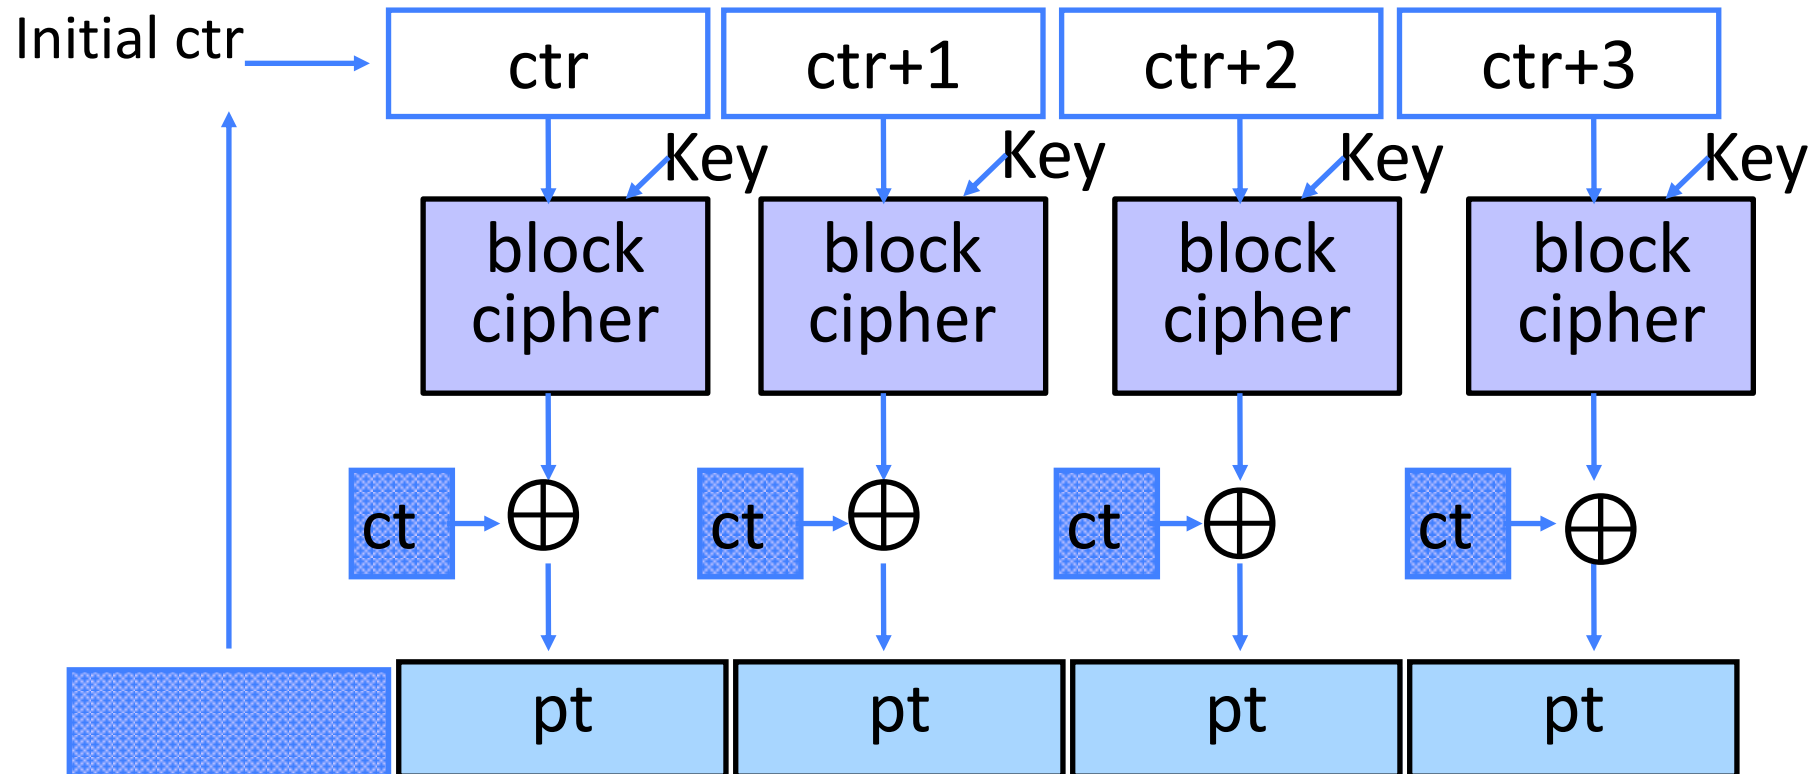 Initial ctr
ctr ctr+1 ctr+2 ctr+3
Key Key Key Key
block block block block
cipher cipher cipher cipher
ct ct ct ct
pt pt pt pt